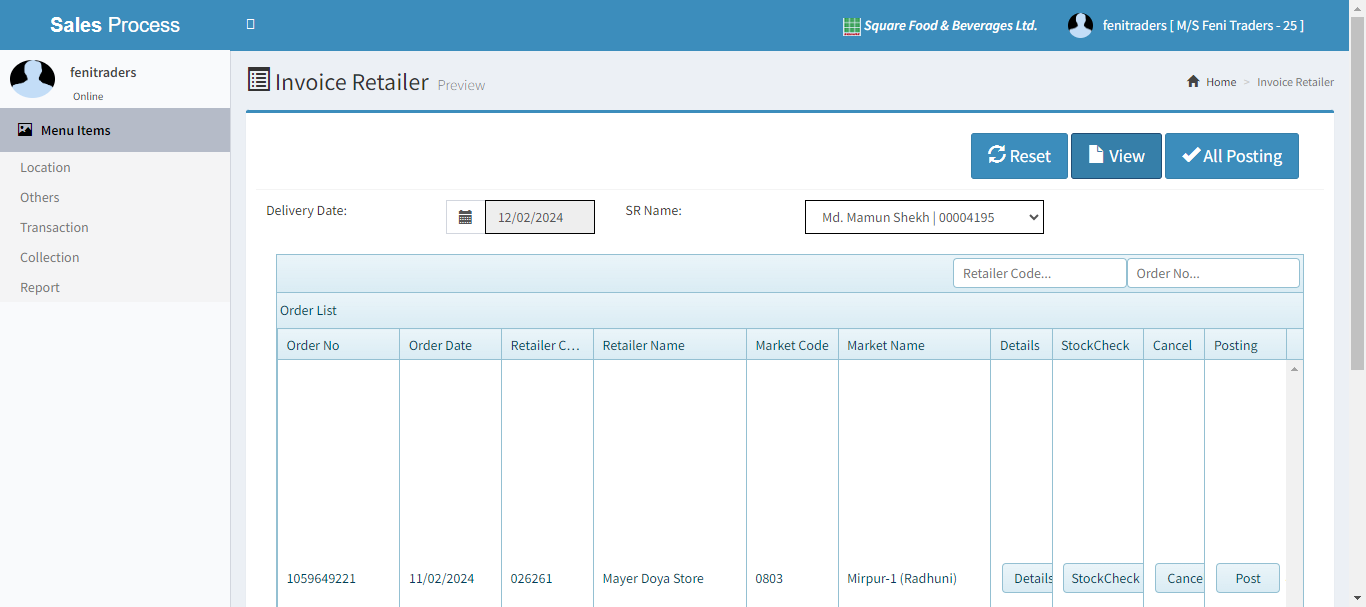 Sales Process
Square Food & Beverages Ltd.
fenitraders [ M/S Feni Traders - 25 ]
fenitraders
Online
Menu Items
Location
Others
Transaction
Collection
Report
Invoice Retailer Preview
Home > Invoice Retailer
Reset View All Posting
Delivery Date: 12/02/2024 SR Name: Md. Mamun Shekh | 00004195
Retailer Code... Order No...
Order List
Order No Order Date Retailer C... Retailer Name Market Code Market Name Details StockCheck Cancel Posting
1059649221 11/02/2024 026261 Mayer Doya Store 0803 Mirpur-1 (Radhuni) Details StockCheck Cance Post